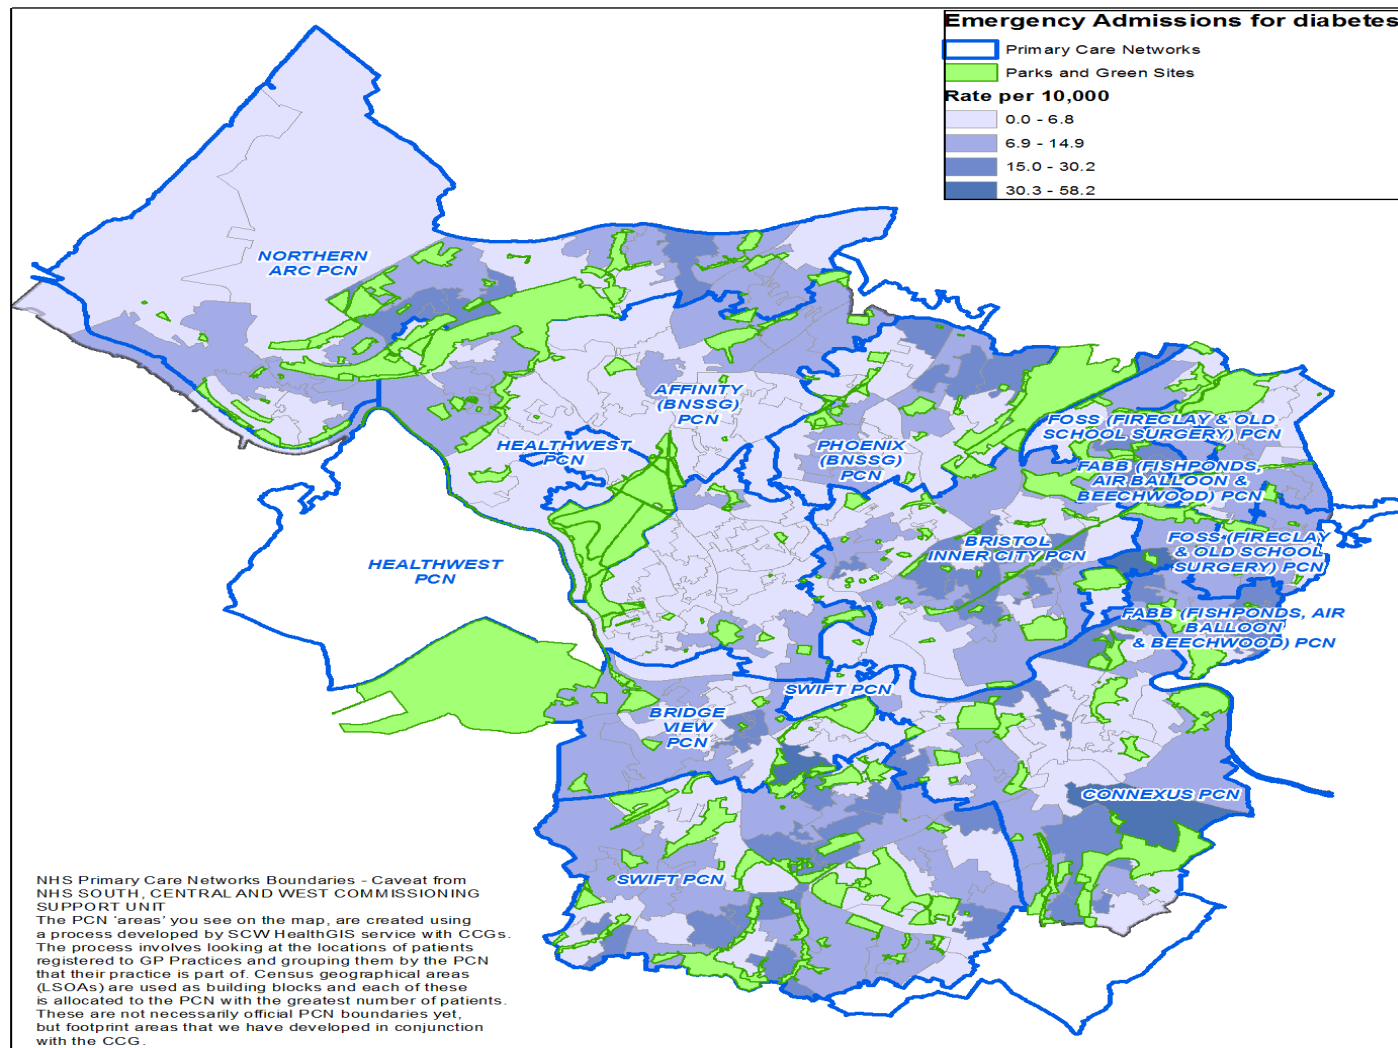 Emergency Admissions for diabetes
Primary Care Networks
Parks and Green Sites
Rate per 10,000
0.0 - 6.8
6.9 - 14.9
15.0 - 30.2
30.3 - 58.2
NORTHERN
ARC PCN
AFFINITY
(BNSSG)
PCN
HEALTHWEST
PCN
PHOENIX
(BNSSG)
PCN
FOSS (FIRECLAY & OLD
SCHOOL SURGERY) PCN
FABB (FISHPONDS,
AIR BALLOON &
BEECHWOOD) PCN
BRISTOL
INNER CITY PCN
FOSS (FIRECLAY
& OLD SCHOOL
SURGERY) PCN
HEALTHWEST
PCN
FABB (FISHPONDS, AIR
BALLOON
& BEECHWOOD) PCN
SWIFT PCN
BRIDGE
VIEW
PCN
CONNEXUS PCN
SWIFT PCN
NHS Primary Care Networks Boundaries - Caveat from
NHS SOUTH, CENTRAL AND WEST COMMISSIONING
SUPPORT UNIT
The PCN 'areas' you see on the map, are created using
a process developed by SCW HealthGIS service with CCGs.
The process involves looking at the locations of patients
registered to GP Practices and grouping them by the PCN
that their practice is part of. Census geographical areas
(LSOAs) are used as building blocks and each of these
is allocated to the PCN with the greatest number of patients.
These are not necessarily official PCN boundaries yet,
but footprint areas that we have developed in conjunction
with the CCG.